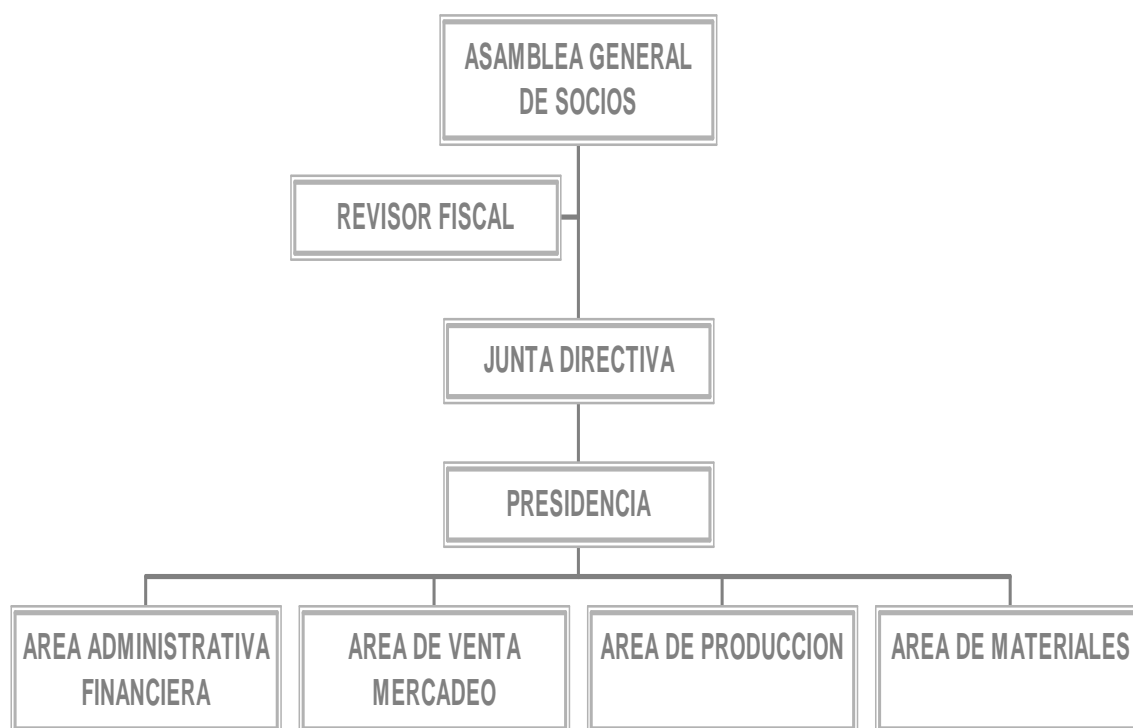 ASAMBLEA GENERAL
DE SOCIOS
REVISOR FISCAL
JUNTA DIRECTIVA
PRESIDENCIA
AREA ADMINISTRATIVA
FINANCIERA
AREA DE VENTA
MERCADEO
AREA DE PRODUCCION
AREA DE MATERIALES